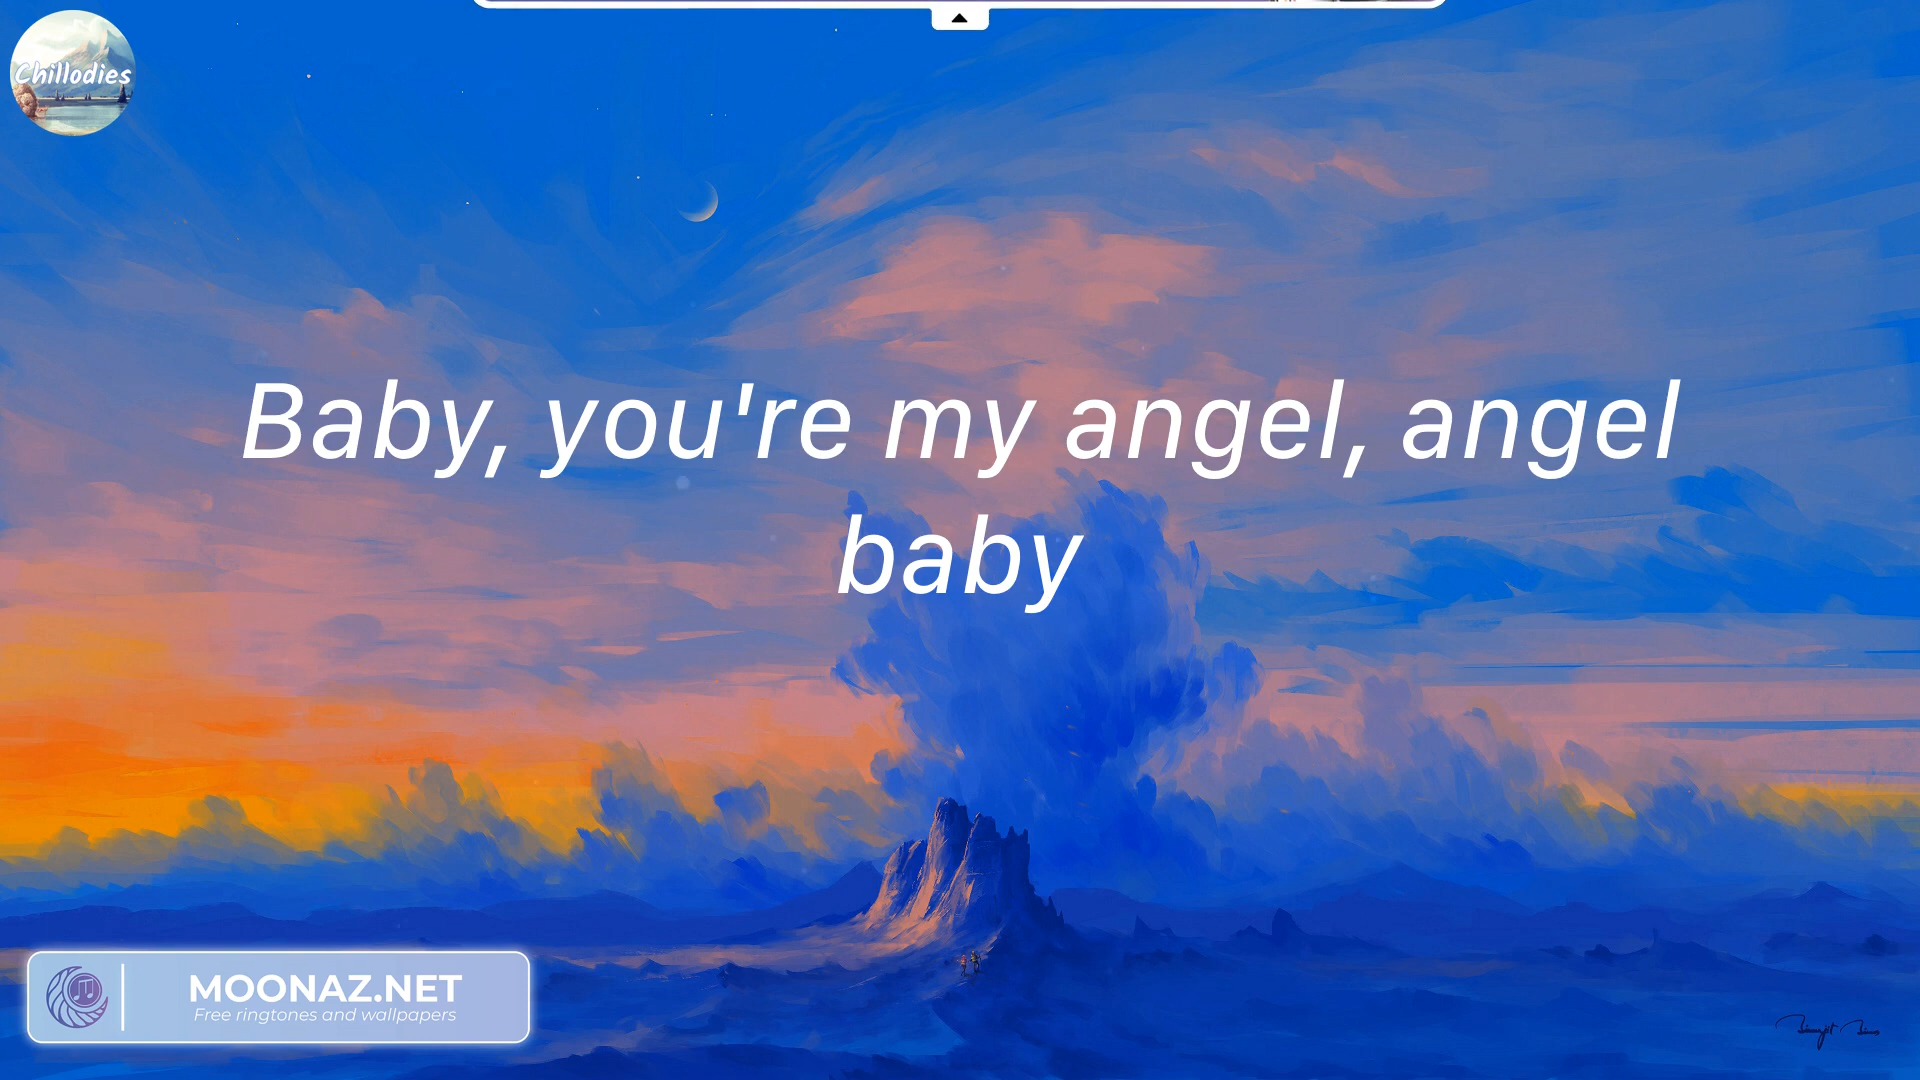 Chillodies
Baby, you're my angel, angel
baby
MOONAZ.NET
Free ringtones and wallpapers